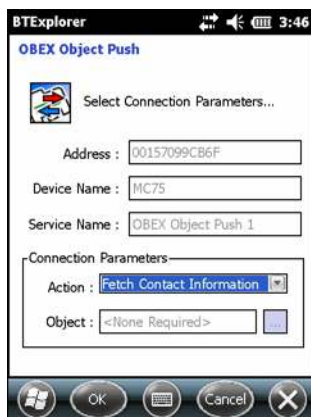 BTExplorer 3:46
OBEX Object Push
Select Connection Parameters...
Address : 00157099CB6F
Device Name : MC75
Service Name : OBEX Object Push 1
Connection Parameters
Action : Fetch Contact Information
Object : <None Required> ...
OK Cancel